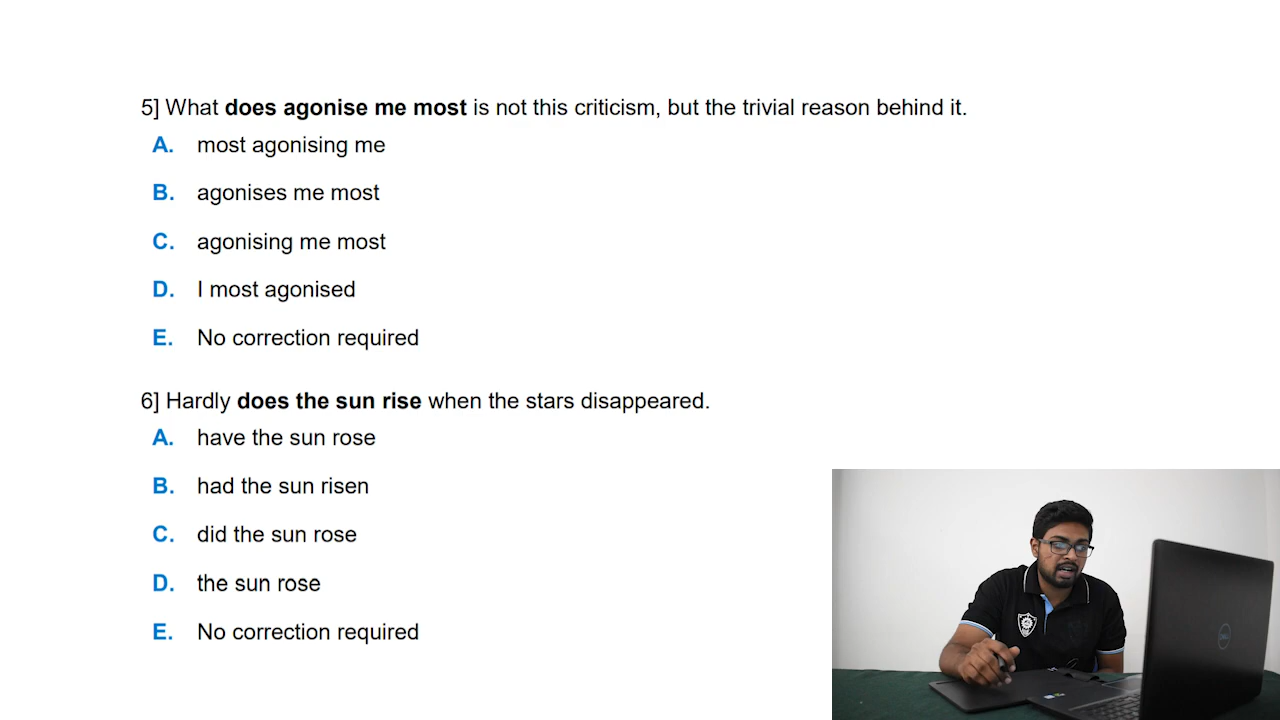 5] What does agonise me most is not this criticism, but the trivial reason behind it.
A. most agonising me
B. agonises me most
C. agonising me most
D. I most agonised
E. No correction required
6] Hardly does the sun rise when the stars disappeared.
A. have the sun rose
B. had the sun risen
C. did the sun rose
D. the sun rose
E. No correction required